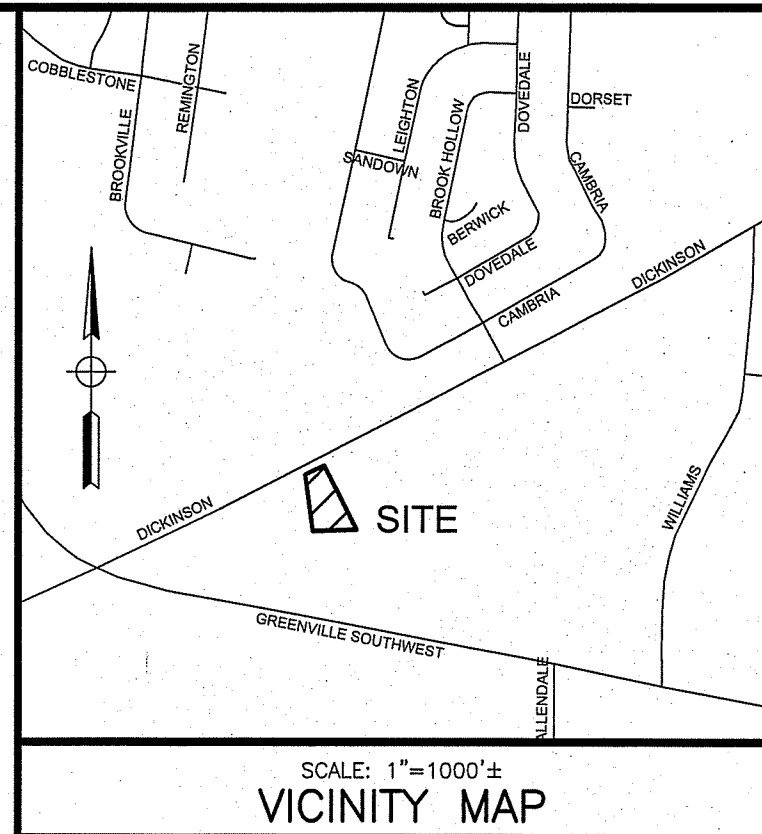 COBBLESTONE
REMINGTON
BROOKVILLE
LEIGHTON
SANDOWN
BROOK HOLLOW
DOVEDALE
DORSET
CAMBRIA
BERWICK
DOVEDALE
CAMBRIA
DICKINSON
DICKINSON
SITE
WILLIAMS
GREENVILLE SOUTHWEST
ALLENDALE
SCALE: 1"=1000'±
VICINITY MAP